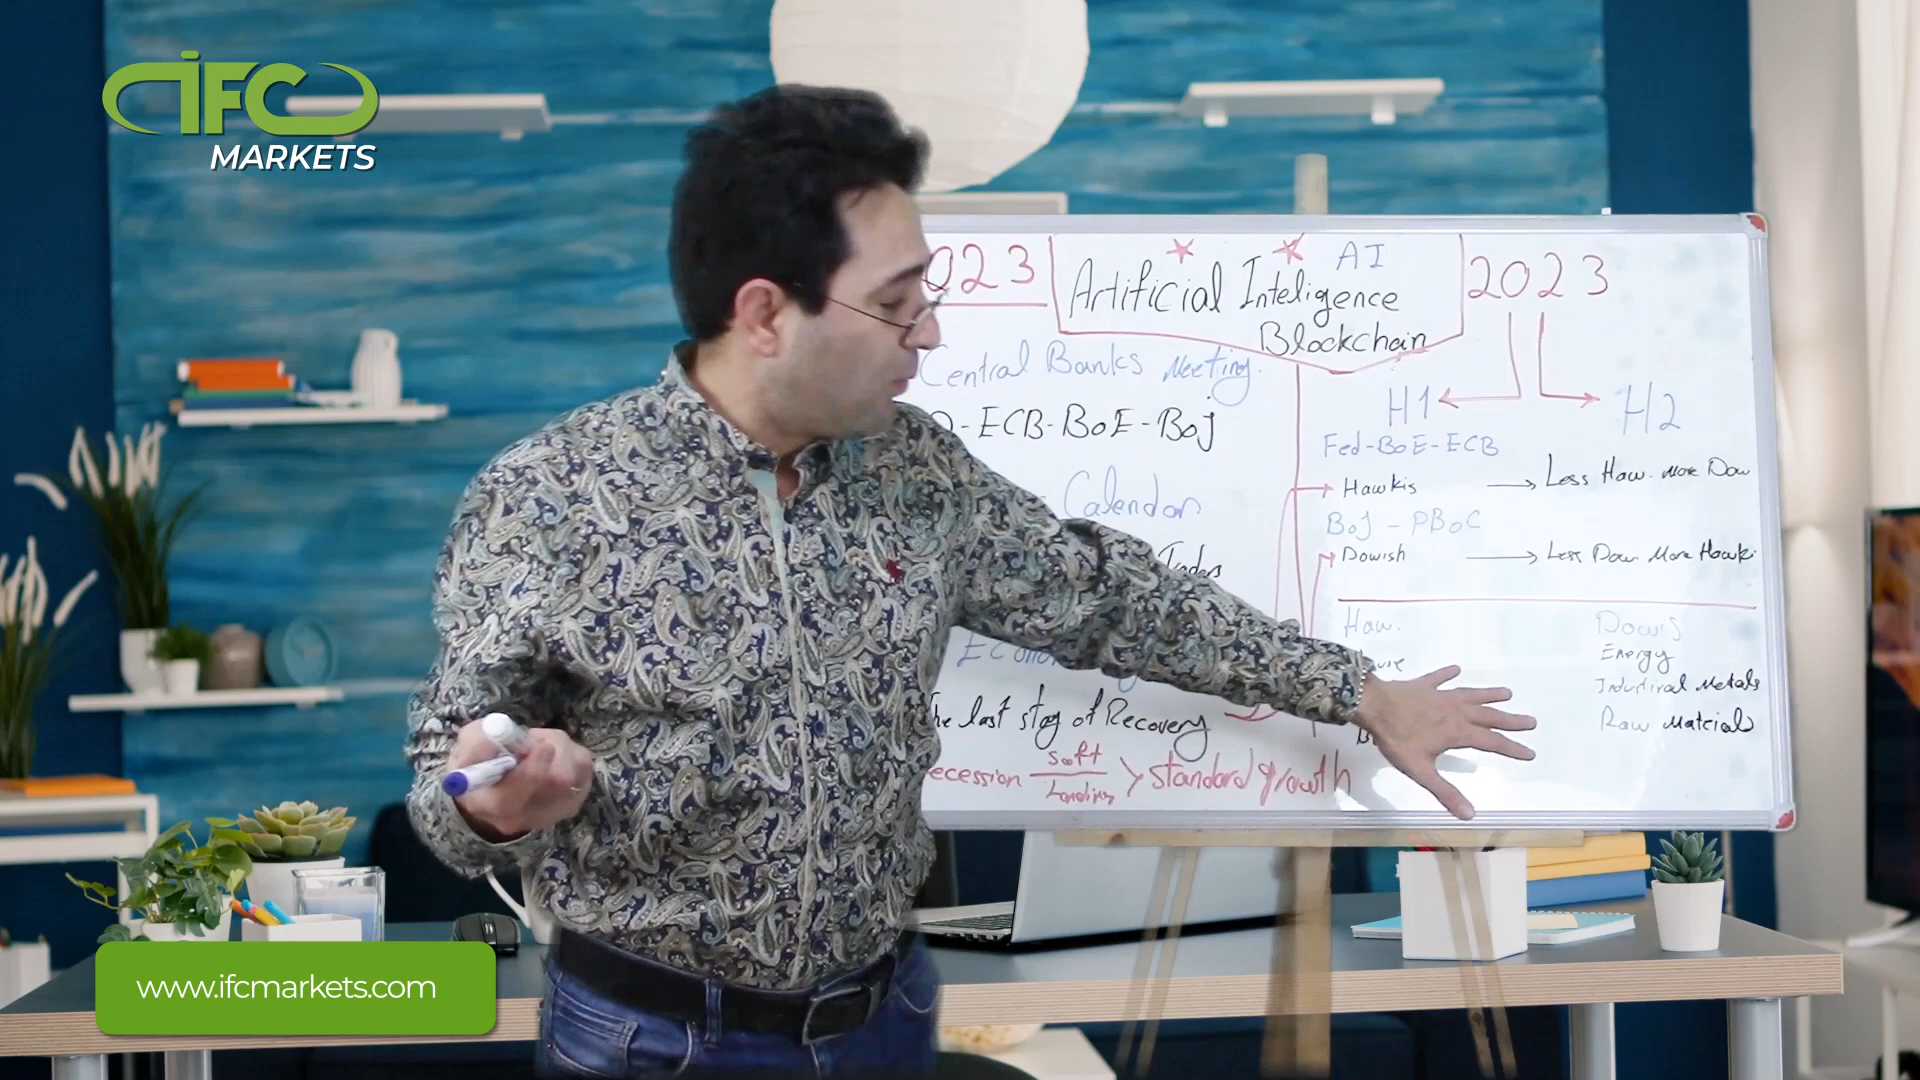 iFC
MARKETS
023
Artificial Inteligence
AI
Blockchain
Central Banks Meeting.
- ECB - BoE - BoJ
Calendar
The last stag of Recovery
ecession soft
Landing > standard growth
2023
H1
H2
Fed-BoE-ECB
Hawkis → Less Haw. More Dow
BoJ - PBoC
Dowish → Less Dow. More Hawki
Haw.
Dowis
Energy
Industiral Metals
Raw Material
www.ifcmarkets.com